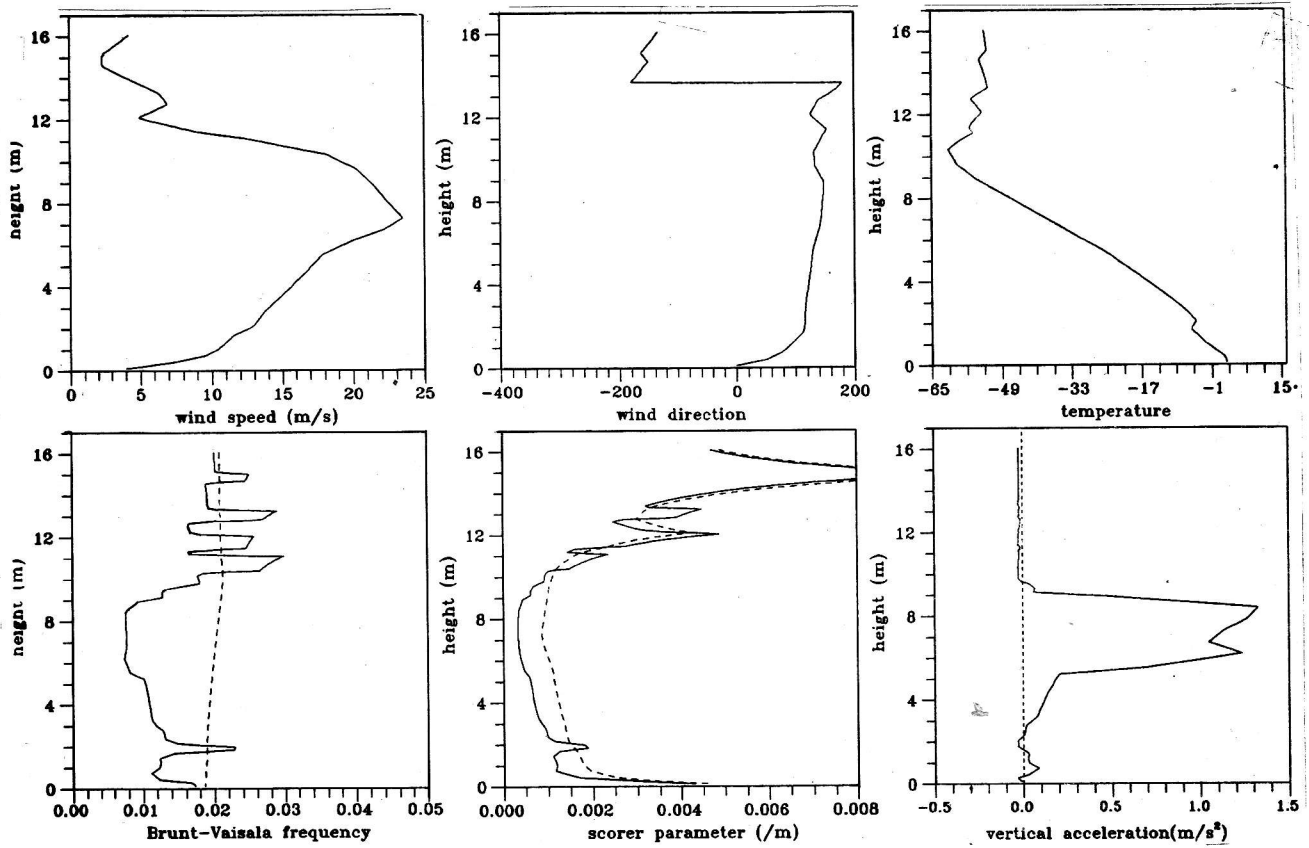 16
12
8
4
0
neight (m)
0 5 10 15 20 25
wind speed (m/s)
16
12
8
4
0
height (m)
-400 -200 0 200
wind direction
16
12
8
4
0
height (m)
-65 -49 -33 -17 -1 15
temperature
16
12
8
4
0
neight (m)
0.00 0.01 0.02 0.03 0.04 0.05
Brunt-Vaisala frequency
16
12
8
4
0
height (m)
0.000 0.002 0.004 0.006 0.008
scorer parameter (/m)
16
12
8
4
0
height (m)
-0.5 0.0 0.5 1.0 1.5
vertical acceleration(m/s²)